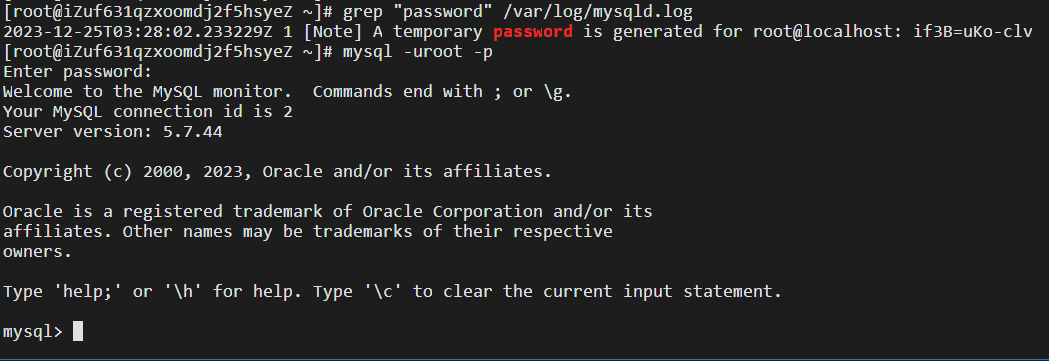 [root@iZuf631qzxoomdj2f5hsyeZ ~]# grep "password" /var/log/mysqld.log
2023-12-25T03:28:02.233229Z 1 [Note] A temporary password is generated for root@localhost: if3B=uKo-clv
[root@iZuf631qzxoomdj2f5hsyeZ ~]# mysql -uroot -p
Enter password:
Welcome to the MySQL monitor.  Commands end with ; or \g.
Your MySQL connection id is 2
Server version: 5.7.44

Copyright (c) 2000, 2023, Oracle and/or its affiliates.

Oracle is a registered trademark of Oracle Corporation and/or its
affiliates. Other names may be trademarks of their respective
owners.

Type 'help;' or '\h' for help. Type '\c' to clear the current input statement.

mysql>